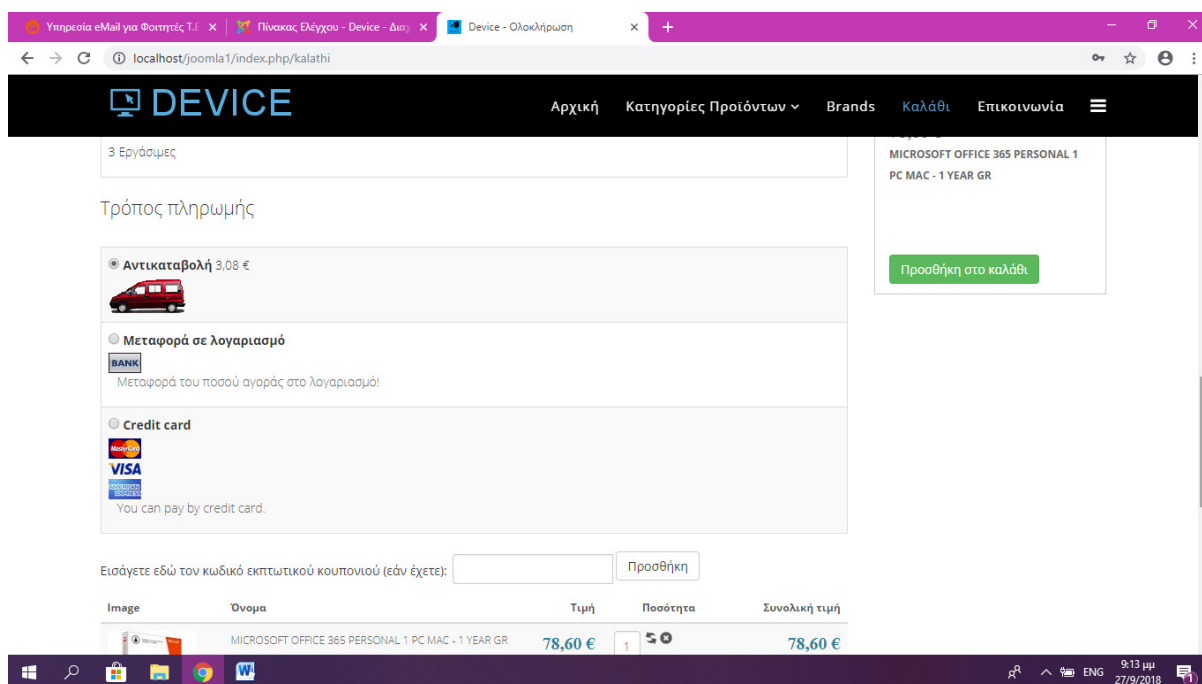 Υπηρεσία eMail για Φοιτητές Τ.Ε
Πίνακας Ελέγχου - Device - Διαχ
Device - Ολοκλήρωση
localhost/joomla1/index.php/kalathi
DEVICE
Αρχική Κατηγορίες Προϊόντων Brands Καλάθι Επικοινωνία
3 Εργάσιμες
MICROSOFT OFFICE 365 PERSONAL 1
PC MAC - 1 YEAR GR
Προσθήκη στο καλάθι
Τρόπος πληρωμής
Αντικαταβολή 3,08 €
Μεταφορά σε λογαριασμό
BANK
Μεταφορά του ποσού αγοράς στο λογαριασμό!
Credit card
MasterCard
VISA
AMERICAN EXPRESS
You can pay by credit card.
Εισάγετε εδώ τον κωδικό εκπτωτικού κουπονιού (εάν έχετε): Προσθήκη
Image Όνομα Τιμή Ποσότητα Συνολική τιμή
MICROSOFT OFFICE 365 PERSONAL 1 PC MAC - 1 YEAR GR 78,60 € 1 78,60 €
ENG
9:13 μμ
27/9/2018